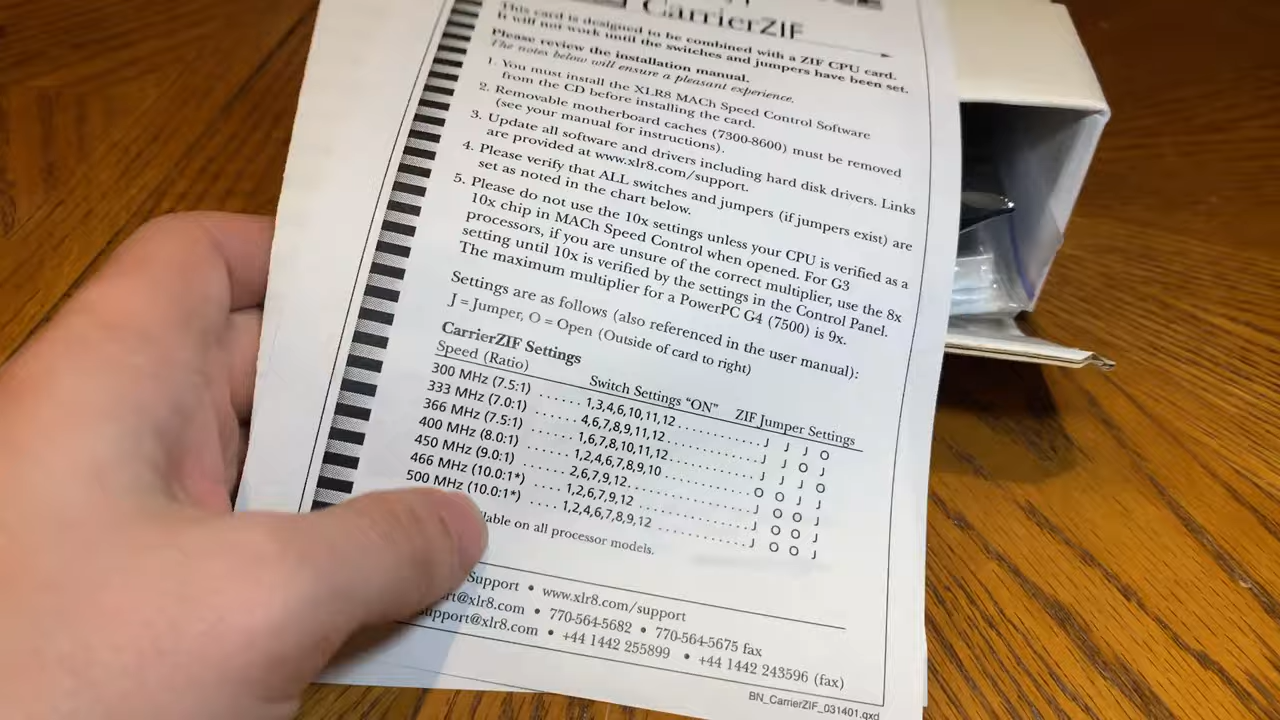 CarrierZIF
This card is designed to be combined with a ZIF CPU card.
It will not work until the switches and jumpers have been set.
Please review the installation manual.
The notes below will ensure a pleasant experience.
1. You must install the XLR8 MACh Speed Control Software
from the CD before installing the card.
2. Removable motherboard caches (7300-8600) must be removed
(see your manual for instructions).
3. Update all software and drivers including hard disk drivers. Links
are provided at www.xlr8.com/support.
4. Please verify that ALL switches and jumpers (if jumpers exist) are
set as noted in the chart below.
5. Please do not use the 10x settings unless your CPU is verified as a
10x chip in MACh Speed Control when opened. For G3
processors, if you are unsure of the correct multiplier, use the 8x
setting until 10x is verified by the settings in the Control Panel.
The maximum multiplier for a PowerPC G4 (7500) is 9x.
Settings are as follows (also referenced in the user manual):
J = Jumper, O = Open (Outside of card to right)
CarrierZIF Settings
Speed (Ratio) Switch Settings "ON" ZIF Jumper Settings
300 MHz (7.5:1) ...... 1,3,4,6,10,11,12 ............ J J J O
333 MHz (7.0:1) ...... 4,6,7,8,9,11,12 ............ J J O J
366 MHz (7.5:1) ...... 1,6,7,8,10,11,12 ............ J J J O
400 MHz (8.0:1) ...... 1,2,4,6,7,8,9,10 ............ O O J J
450 MHz (9.0:1) ...... 2,6,7,9,12 ............ J O O J
466 MHz (10.0:1*) .... 1,2,6,7,9,12 ............ J O O J
500 MHz (10.0:1*) .... 1,2,4,6,7,8,9,12 ............ J O O J
on all processor models.
Support • www.xlr8.com/support
@xlr8.com • 770-564-5682 • 770-564-5675 fax
support@xlr8.com • +44 1442 255899 • +44 1442 243596 (fax)
BN_CarrierZIF_031401.qxd